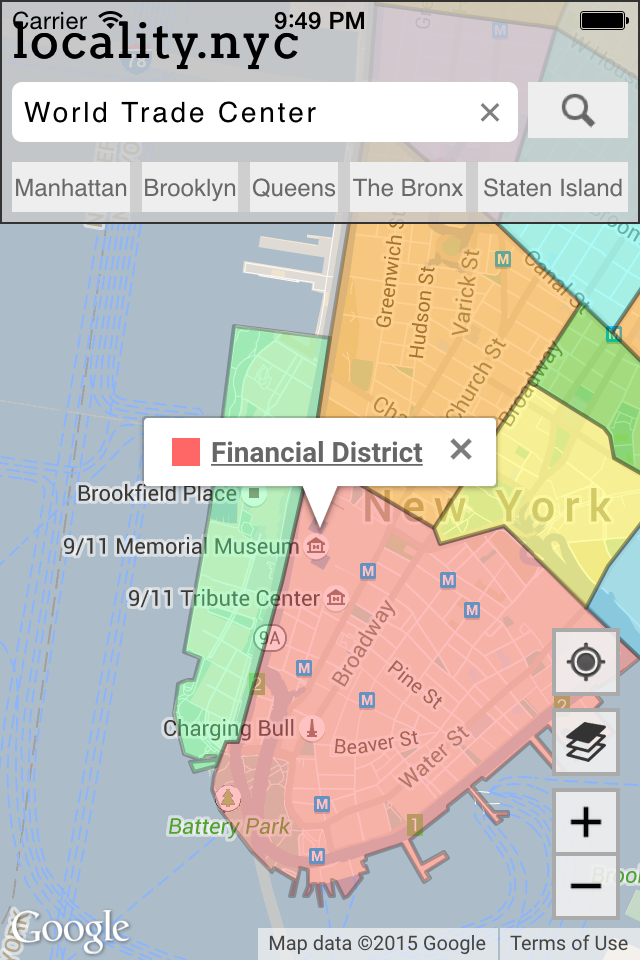 Carrier 9:49 PM
locality.nyc
World Trade Center
Manhattan Brooklyn Queens The Bronx Staten Island
Greenwich St
Hudson St
Varick St
Canal St
M
Church St
Broadway
Financial District
Brookfield Place
New York
9/11 Memorial Museum
M
M
9/11 Tribute Center
M
9A
Broadway
M
2
Pine St
M
2
Charging Bull
Beaver St
Water St
M
1
Battery Park
M
Google
Map data ©2015 Google
Terms of Use